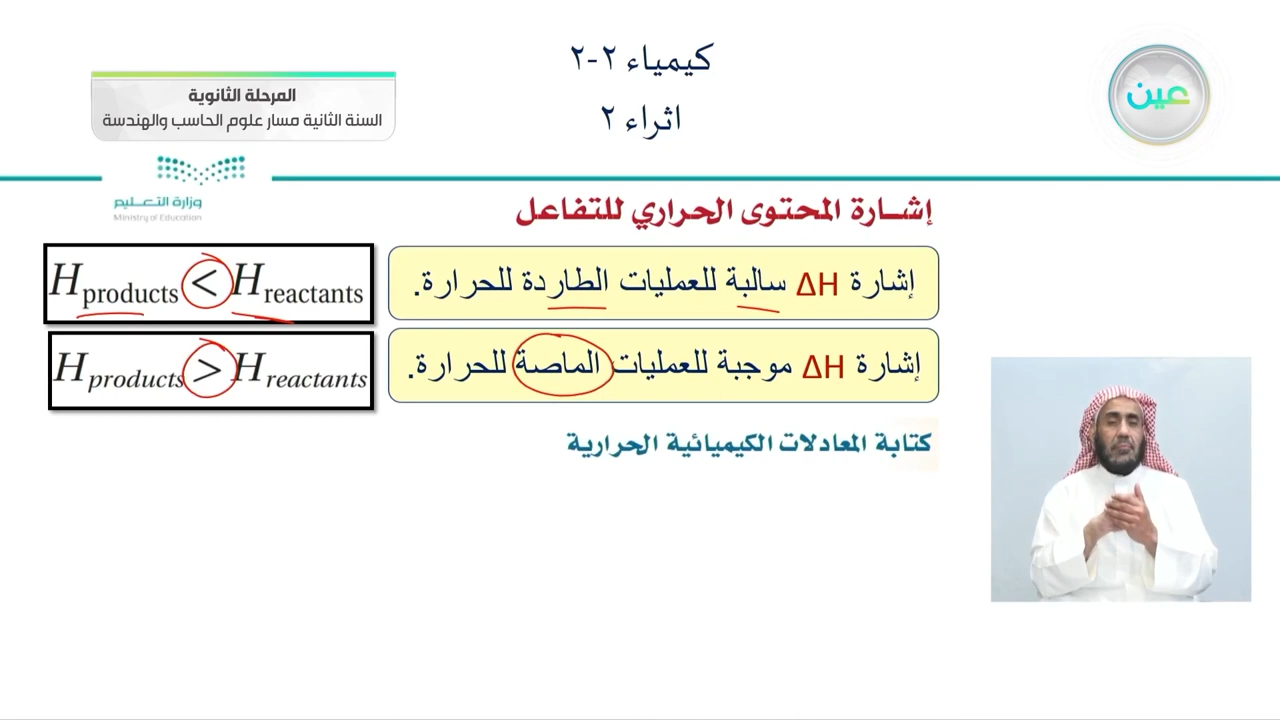 كيمياء ٢-٢
اثراء ٢
المرحلة الثانوية
السنة الثانية مسار علوم الحاسب والهندسة
عين
وزارة التعليم
Ministry of Education
إشارة المحتوى الحراري للتفاعل
إشارة ΔH سالبة للعمليات الطاردة للحرارة.
H products < H reactants
إشارة ΔH موجبة للعمليات الماصة للحرارة.
H products > H reactants
كتابة المعادلات الكيميائية الحرارية